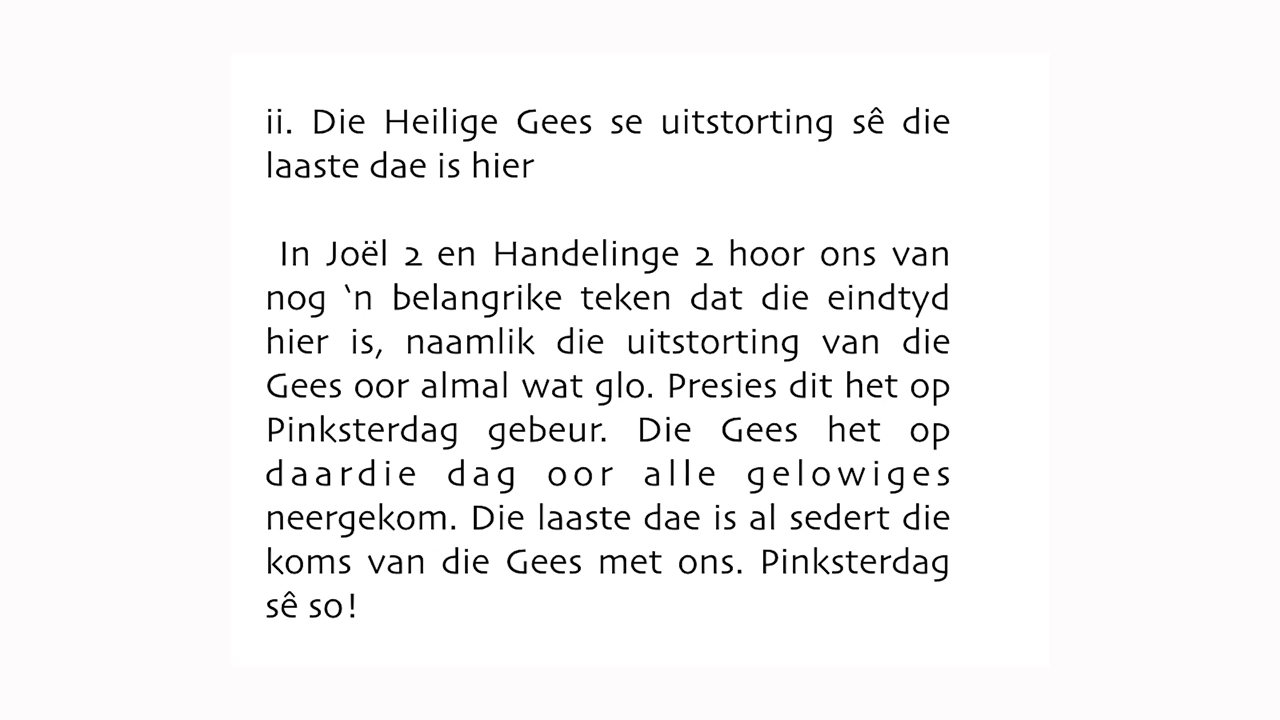 ii. Die Heilige Gees se uitstorting sê die
laaste dae is hier
In Joël 2 en Handelinge 2 hoor ons van
nog ‘n belangrike teken dat die eindtyd
hier is, naamlik die uitstorting van die
Gees oor almal wat glo. Presies dit het op
Pinksterdag gebeur. Die Gees het op
daardie dag oor alle gelowiges
neergekom. Die laaste dae is al sedert die
koms van die Gees met ons. Pinksterdag
sê so!